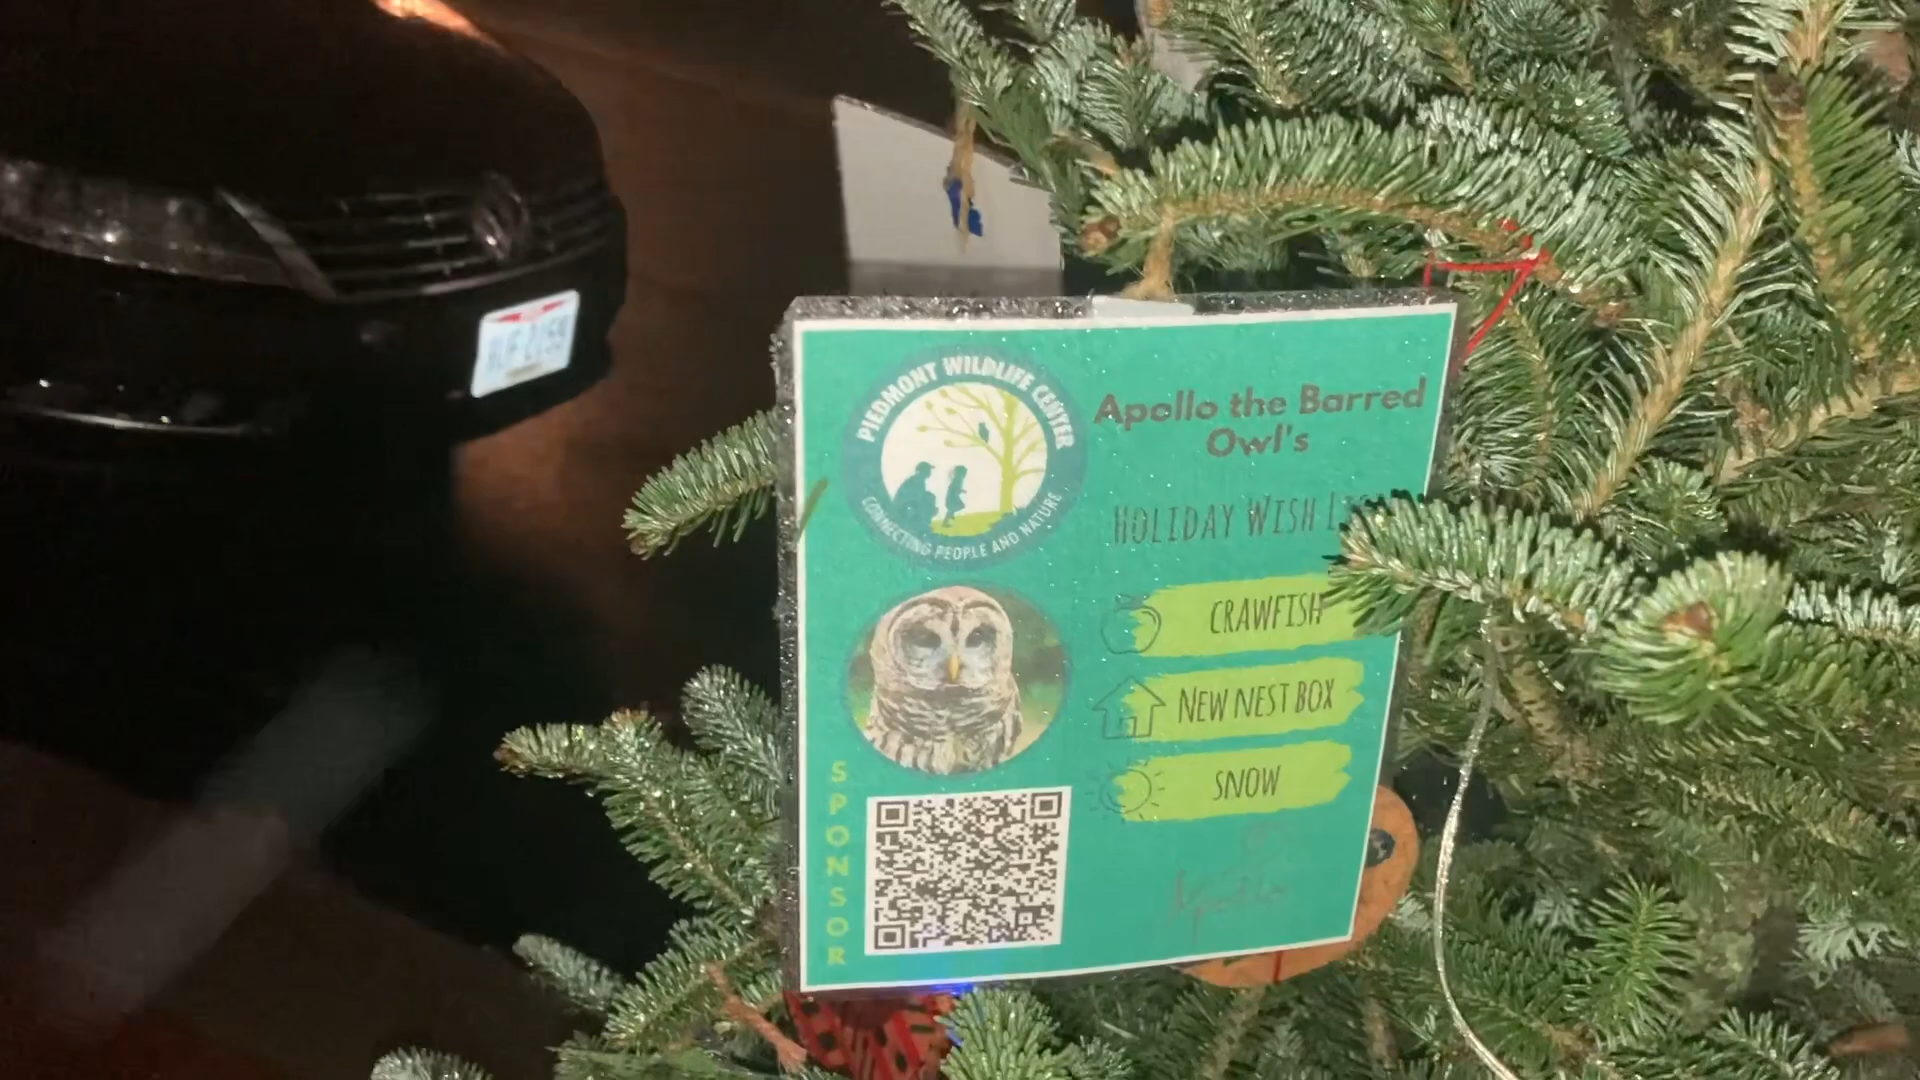 PIEDMONT WILDLIFE CENTER
CONNECTING PEOPLE AND NATURE
Apollo the Barred
Owl's
HOLIDAY WISH
CRAWFISH
NEW NEST BOX
SNOW
SPONSOR
Apollo